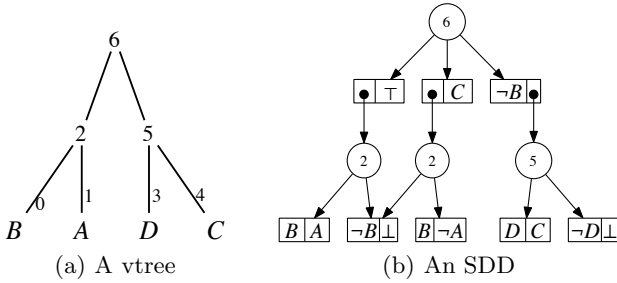 6
2 5
0 1 3 4
B A D C
(a) A vtree
6
⊤ C ¬B
2 2 5
B A ¬B ⊥ B ¬A D C ¬D ⊥
(b) An SDD